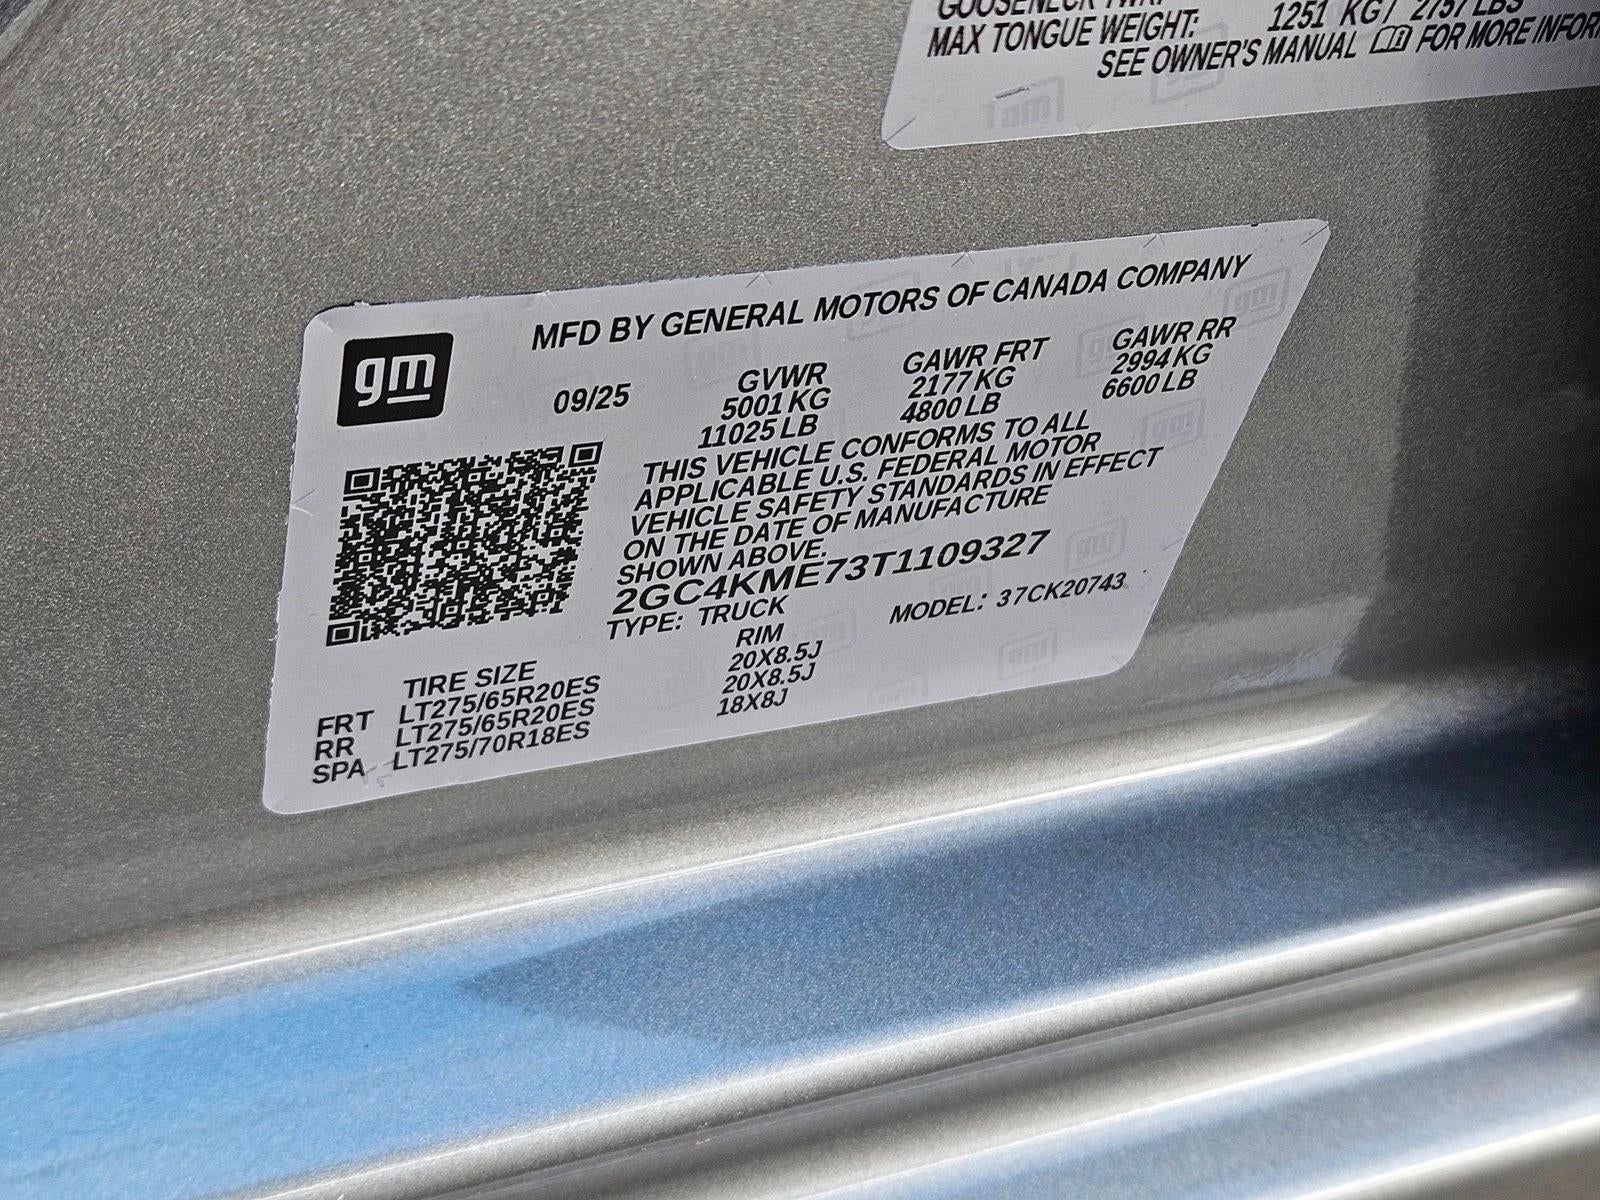 MAX TONGUE WEIGHT: 1251 KG/ 2757 LBS
SEE OWNER'S MANUAL FOR MORE
MFD BY GENERAL MOTORS OF CANADA COMPANY
gm
09/25
GVWR GAWR FRT GAWR RR
5001 KG 2177 KG 2994 KG
11025 LB 4800 LB 6600 LB
THIS VEHICLE CONFORMS TO ALL
APPLICABLE U.S. FEDERAL MOTOR
VEHICLE SAFETY STANDARDS IN EFFECT
ON THE DATE OF MANUFACTURE
SHOWN ABOVE.
2GC4KME73T1109327
TYPE: TRUCK MODEL: 37CK20743
TIRE SIZE RIM
FRT LT275/65R20ES 20X8.5J
RR LT275/65R20ES 20X8.5J
SPA LT275/70R18ES 18X8J